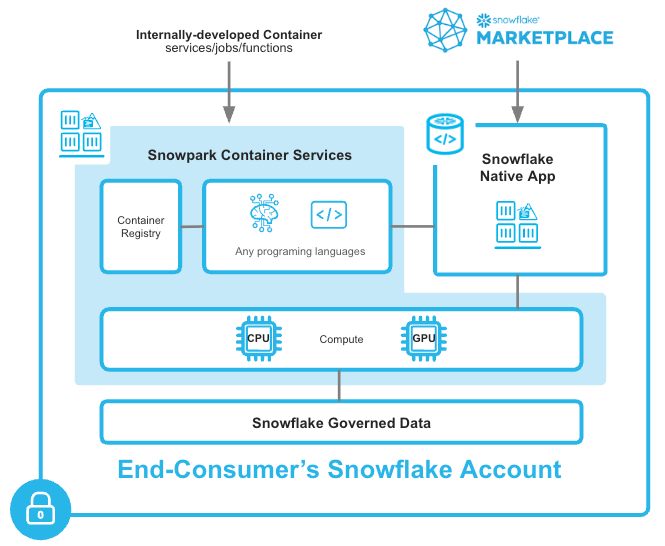 Internally-developed Container
services/jobs/functions
snowflake®
MARKETPLACE
Snowpark Container Services
Snowflake
Native App
Container
Registry
</>
</>
Any programing languages
CPU
Compute
GPU
Snowflake Governed Data
End-Consumer's Snowflake Account
0